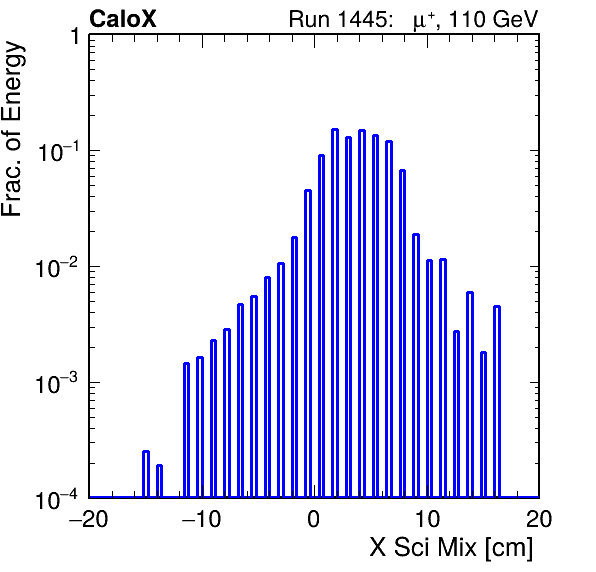 CaloX Run 1445: μ⁺, 110 GeV
Frac. of Energy
1
10⁻¹
10⁻²
10⁻³
10⁻⁴
−20 −10 0 10 20
X Sci Mix [cm]